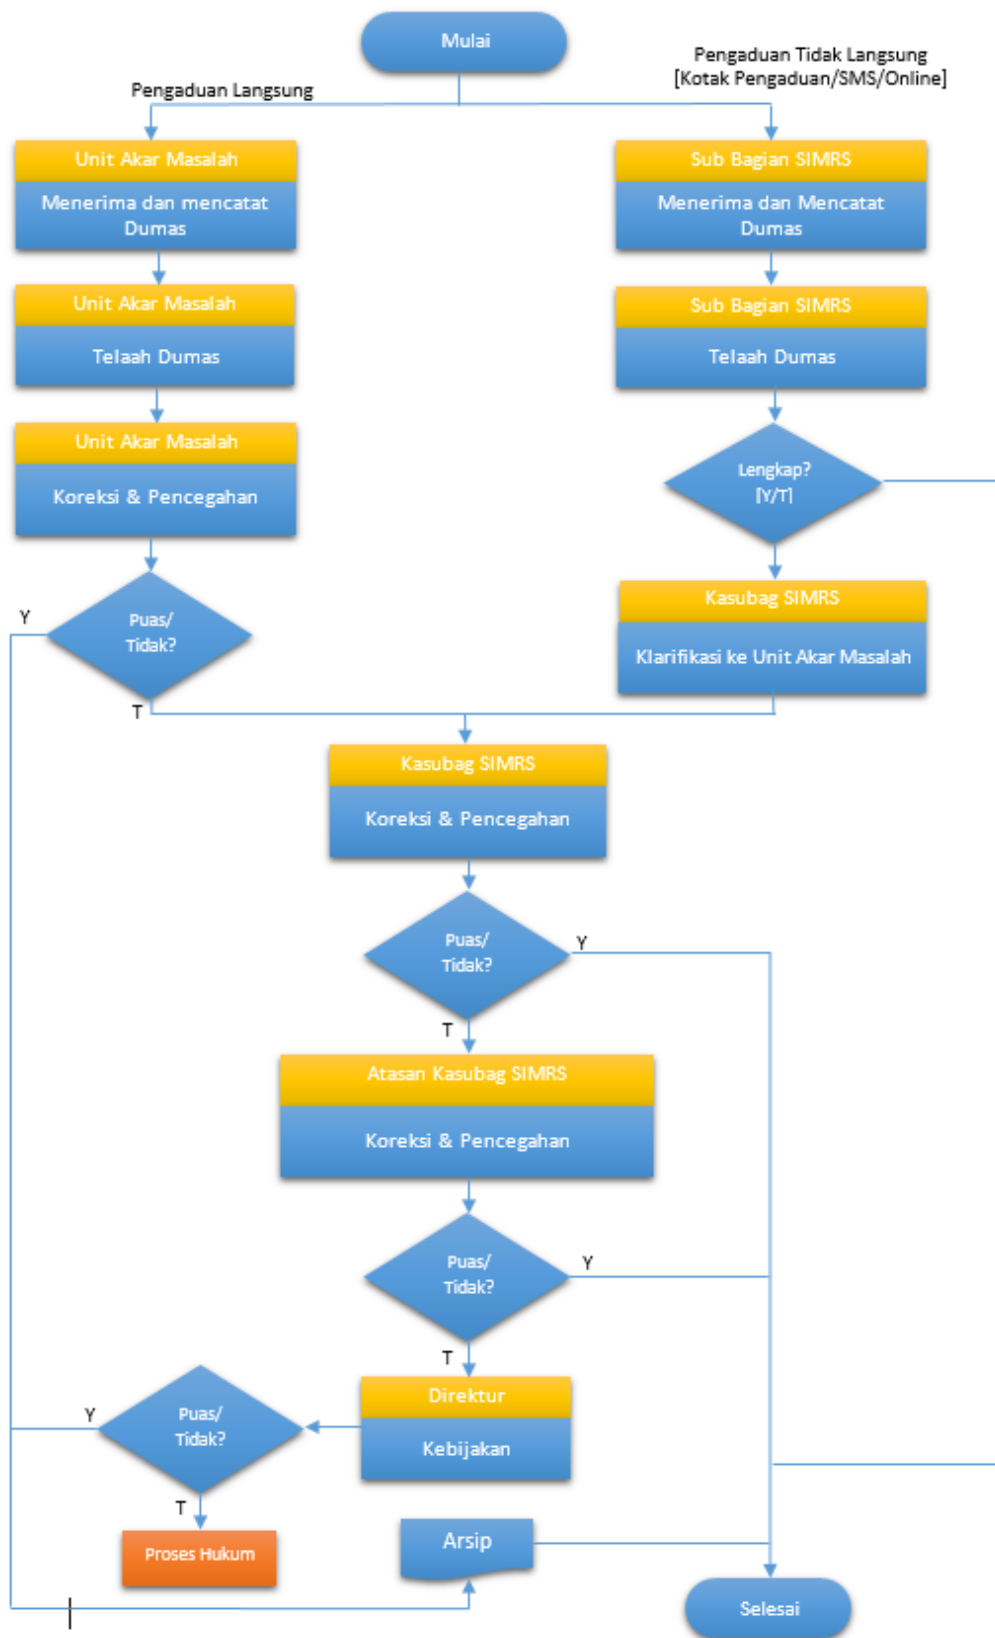 Mulai
Pengaduan Tidak Langsung
[Kotak Pengaduan/SMS/Online]
Pengaduan Langsung
Unit Akar Masalah
Menerima dan mencatat
Dumas
Sub Bagian SIMRS
Menerima dan Mencatat
Dumas
Unit Akar Masalah
Telaah Dumas
Sub Bagian SIMRS
Telaah Dumas
Unit Akar Masalah
Koreksi & Pencegahan
Lengkap?
[Y/T]
Kasubag SIMRS
Klarifikasi ke Unit Akar Masalah
Y
Puas/
Tidak?
T
Kasubag SIMRS
Koreksi & Pencegahan
Puas/
Tidak?
Y
T
Atasan Kasubag SIMRS
Koreksi & Pencegahan
Puas/
Tidak?
Y
T
Direktur
Kebijakan
Y
Puas/
Tidak?
T
Proses Hukum
Arsip
Selesai